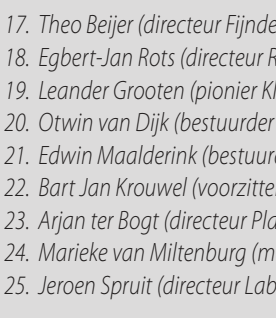 17. Theo Beijer (directeur Fijnde
18. Egbert-Jan Rots (directeur R
19. Leander Grooten (pionier Kl
20. Otwin van Dijk (bestuurder
21. Edwin Maalderink (bestuur
22. Bart Jan Krouwel (voorzitte
23. Arjan ter Bogt (directeur Pla
24. Marieke van Miltenburg (m
25. Jeroen Spruit (directeur Lab